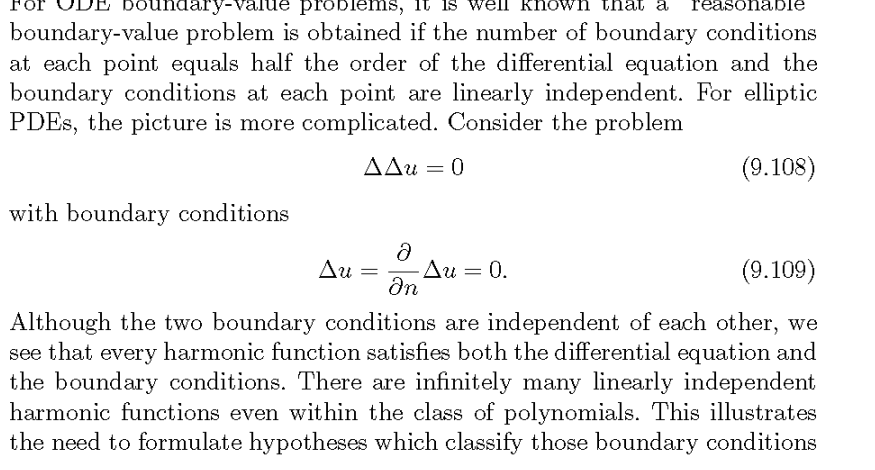 For ODE boundary-value problems, it is well known that a "reasonable"
boundary-value problem is obtained if the number of boundary conditions
at each point equals half the order of the differential equation and the
boundary conditions at each point are linearly independent. For elliptic
PDEs, the picture is more complicated. Consider the problem
ΔΔu = 0 (9.108)
with boundary conditions
Δu = ∂/∂n Δu = 0. (9.109)
Although the two boundary conditions are independent of each other, we
see that every harmonic function satisfies both the differential equation and
the boundary conditions. There are infinitely many linearly independent
harmonic functions even within the class of polynomials. This illustrates
the need to formulate hypotheses which classify those boundary conditions